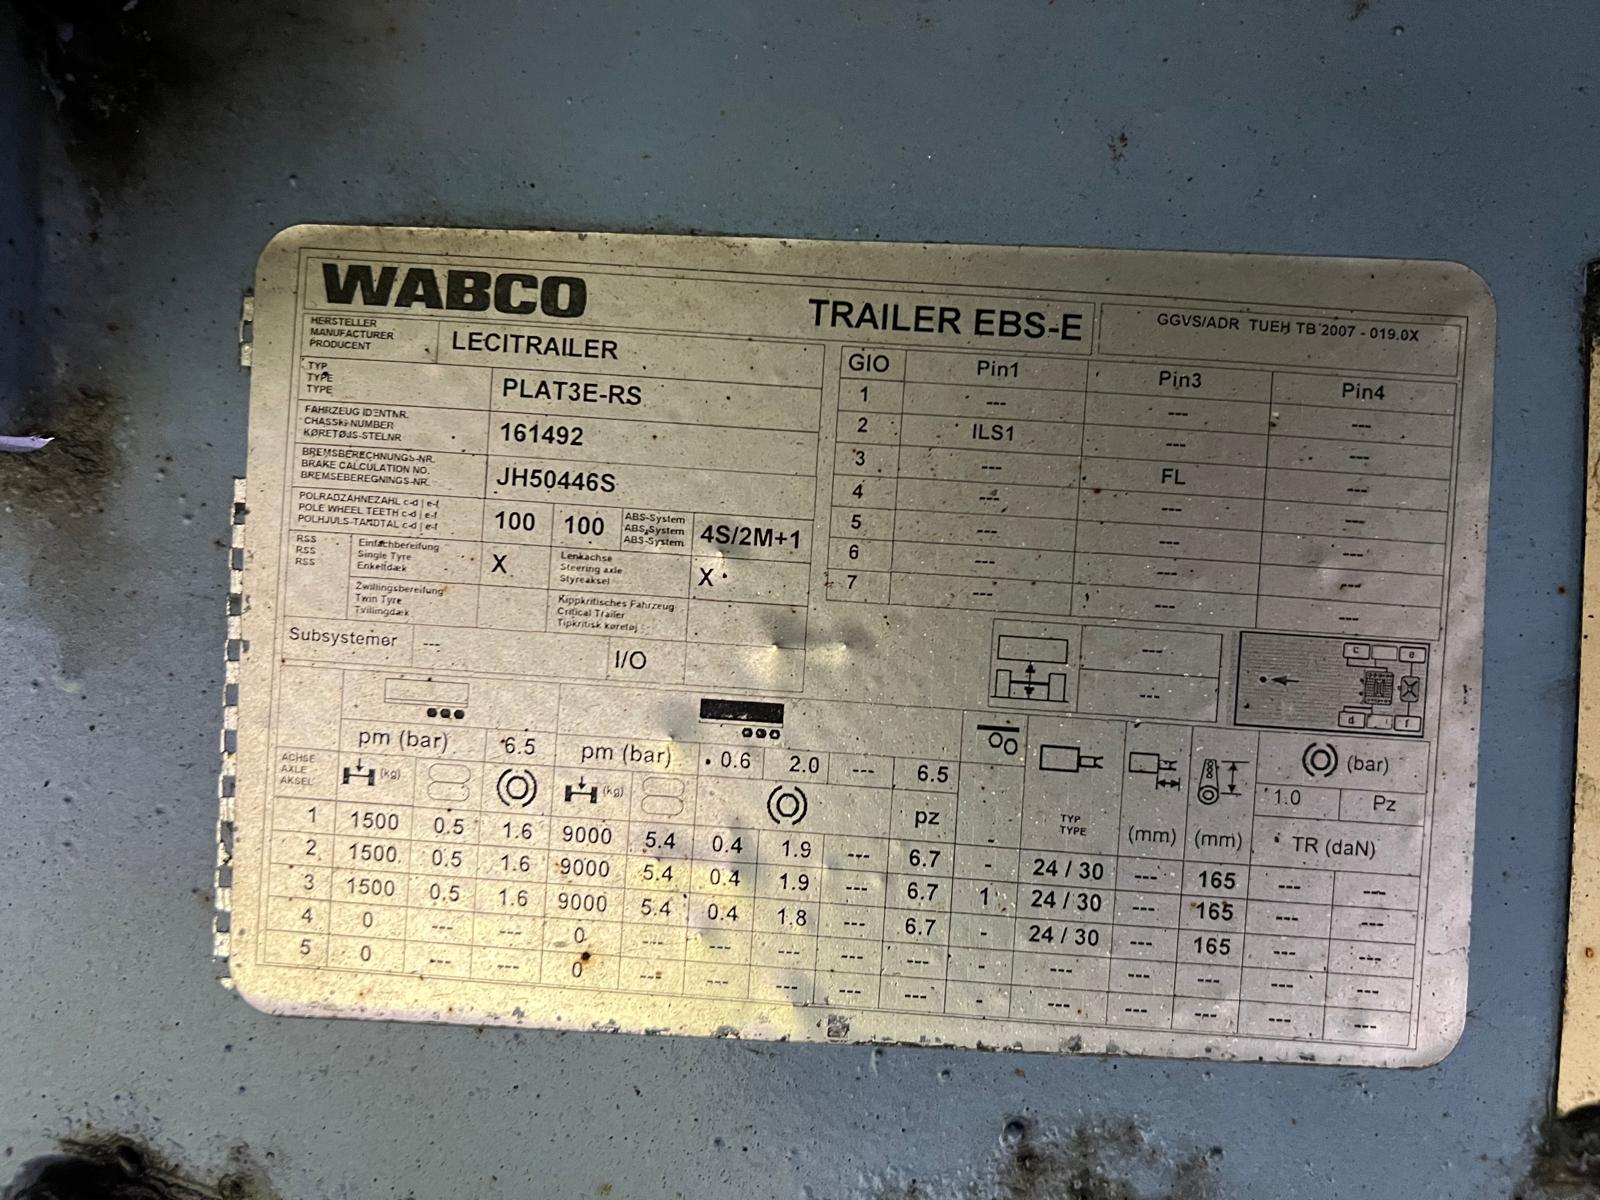 WABCO
TRAILER EBS-E
GGVS/ADR TUEH TB 2007 - 019.0X
HERSTELLER
MANUFACTURER
PRODUCENT
LECITRAILER
TYP
TYPE
TYPE
PLAT3E-RS
FAHRZEUG IDENTNR.
CHASSIS NUMBER
KØRETØJS-STELNR
161492
BREMSBERECHNUNGS-NR.
BRAKE CALCULATION NO.
BREMSEBEREGNINGS-NR.
JH50446S
POLRADZAHNEZAHL c-d | e-f
POLE WHEEL TEETH c-d | e-f
POLHJULS-TANDTAL c-d | e-f
100 100
ABS-System
ABS-System
ABS-System
4S/2M+1
RSS
RSS
RSS
Einfachbereifung
Single Tyre
Enkeltdæk
X
Lenkachse
Steering axle
Styreaksel
X
Zwillingsbereifung
Twin Tyre
Tvillingdæk
Kippkritisches Fahrzeug
Critical Trailer
Tipkritisk køretøj
Subsystemer --- I/O
GIO Pin1 Pin3 Pin4
1 --- --- ---
2 ILS1 --- ---
3 --- FL ---
4 --- --- ---
5 --- --- ---
6 --- --- ---
7 --- --- ---
---
---
c e
d f
pm (bar) 6.5 pm (bar) 0.6 2.0 --- 6.5
(bar)
ACHSE
AXLE
AKSEL
(kg) (kg) pz -
TYP
TYPE
(mm) (mm)
1.0 Pz
TR (daN)
1 1500 0.5 1.6 9000 5.4 0.4 1.9 --- 6.7 - 24 / 30 --- 165 --- ---
2 1500 0.5 1.6 9000 5.4 0.4 1.9 --- 6.7 1 24 / 30 --- 165 --- ---
3 1500 0.5 1.6 9000 5.4 0.4 1.8 --- 6.7 - 24 / 30 --- 165 --- ---
4 0 --- --- 0 --- --- --- --- --- - --- --- --- --- ---
5 0 --- --- 0 --- --- --- --- --- - --- --- --- --- ---